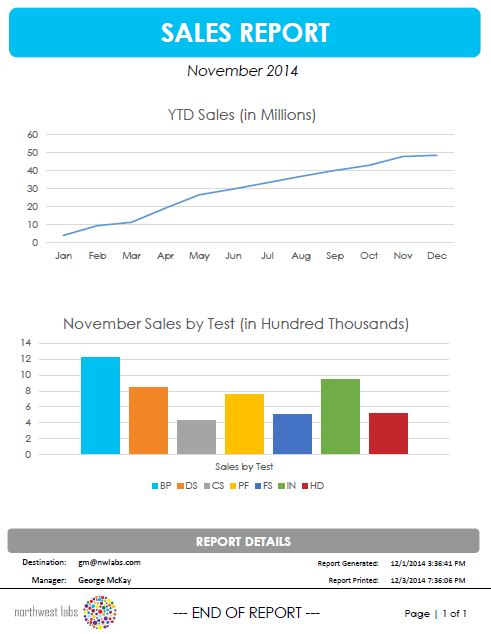 SALES REPORT
November 2014
YTD Sales (in Millions)
60
50
40
30
20
10
0
Jan Feb Mar Apr May Jun Jul Aug Sep Oct Nov Dec
November Sales by Test (in Hundred Thousands)
14
12
10
8
6
4
2
0
Sales by Test
BP DS CS PF FS IN HD
REPORT DETAILS
Destination: gm@nwlabs.com Report Generated: 12/1/2014 3:36:41 PM
Manager: George McKay Report Printed: 12/3/2014 7:36:06 PM
northwest labs --- END OF REPORT --- Page | 1 of 1